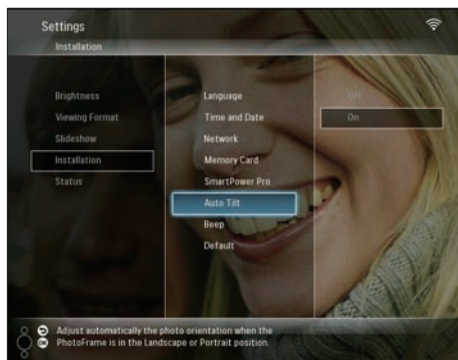 Settings
Installation
Brightness
Viewing Format
Slideshow
Installation
Status
Language
Time and Date
Network
Memory Card
SmartPower Pro
Auto Tilt
Beep
Default
Off
On
Adjust automatically the photo orientation when the
OK PhotoFrame is in the Landscape or Portrait position.